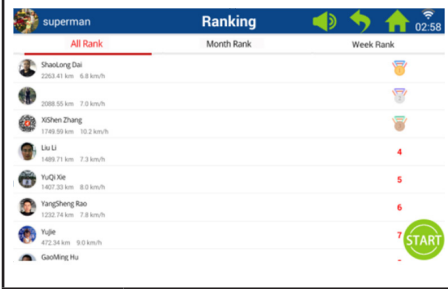 superman
Ranking
02:58
All Rank
Month Rank
Week Rank
ShaoLong Dai
2263.41 km 6.8 km/h
2088.55 km 7.0 km/h
XiShen Zhang
1749.59 km 10.2 km/h
Liu Li
1489.71 km 7.3 km/h
4
YuQi Xie
1407.33 km 8.0 km/h
5
YangSheng Rao
1232.74 km 7.8 km/h
6
Yujie
472.34 km 9.0 km/h
7
START
GaoMing Hu